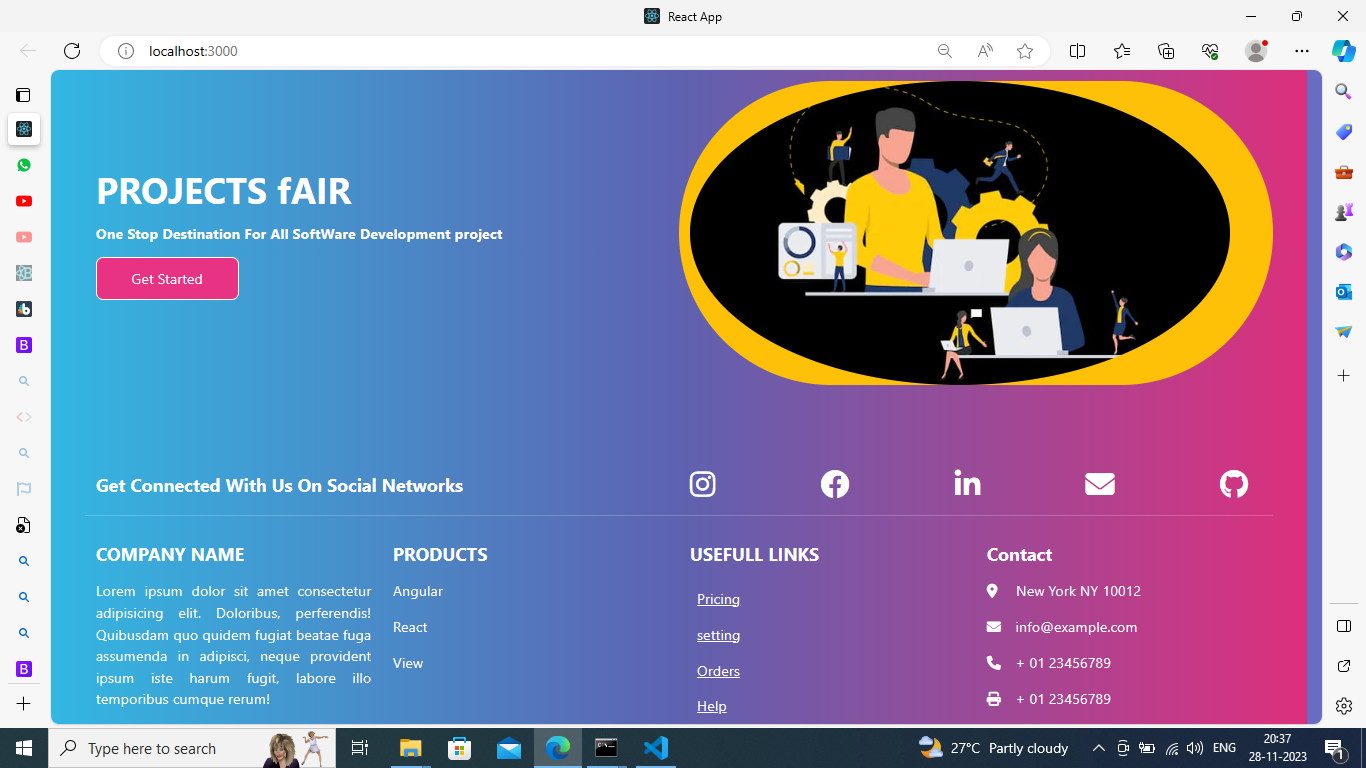 React App
localhost:3000
PROJECTS fAIR
One Stop Destination For All SoftWare Development project
Get Started
Get Connected With Us On Social Networks
COMPANY NAME
Lorem ipsum dolor sit amet consectetur
adipisicing elit. Doloribus, perferendis!
Quibusdam quo quidem fugiat beatae fuga
assumenda in adipisci, neque provident
ipsum iste harum fugit, labore illo
temporibus cumque rerum!
PRODUCTS
Angular
React
View
USEFULL LINKS
Pricing
setting
Orders
Help
Contact
New York NY 10012
info@example.com
+ 01 23456789
+ 01 23456789
Type here to search
27°C Partly cloudy
ENG
20:37
28-11-2023
1